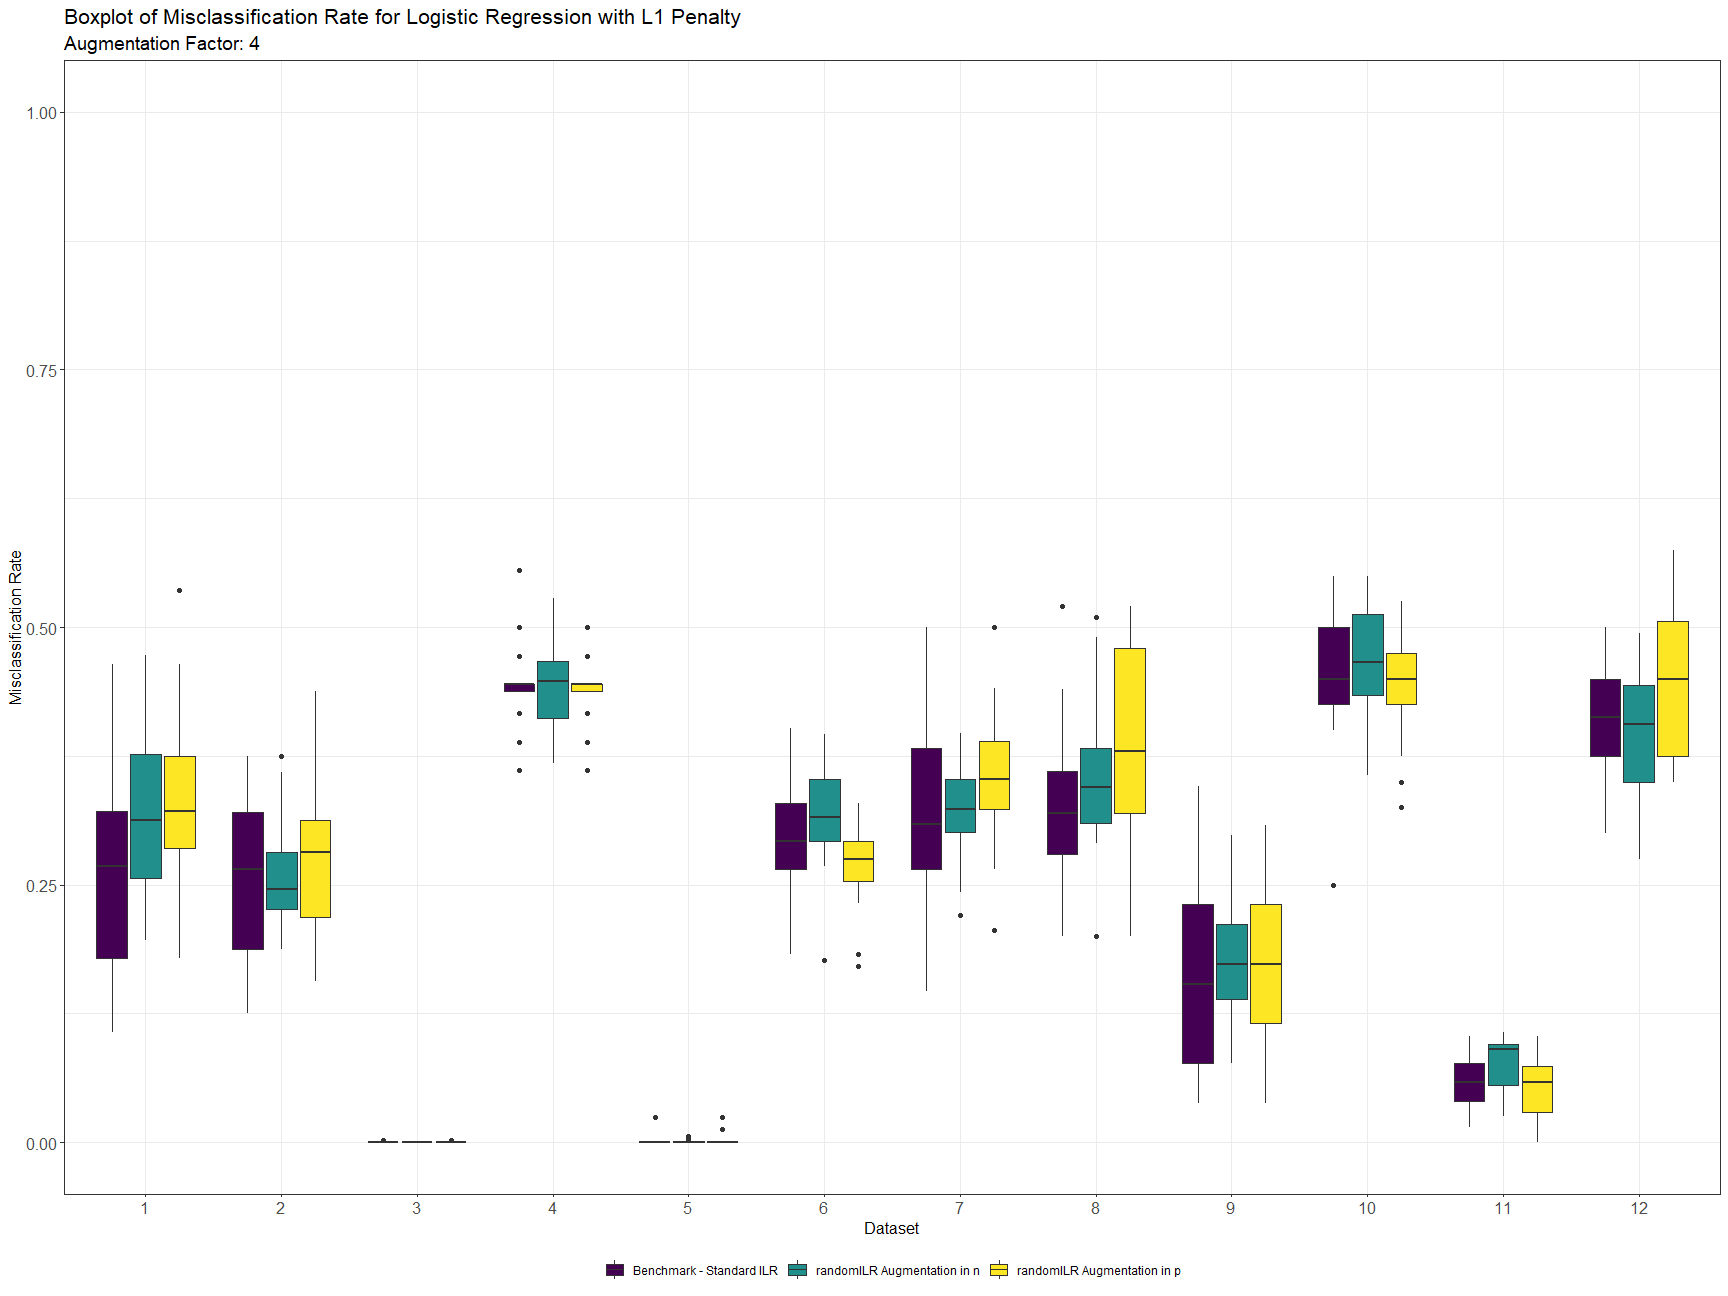 Boxplot of Misclassification Rate for Logistic Regression with L1 Penalty
Augmentation Factor: 4
1.00
0.75
0.50
0.25
0.00
Misclassification Rate
1 2 3 4 5 6 7 8 9 10 11 12
Dataset
Benchmark - Standard ILR randomILR Augmentation in n randomILR Augmentation in p